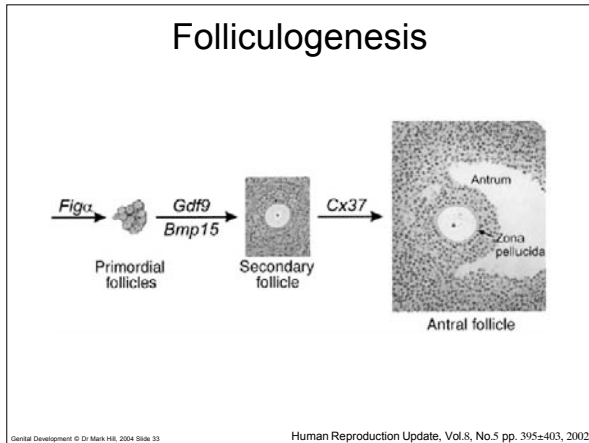 Folliculogenesis
Figα
Gdf9
Bmp15
Cx37
Primordial
follicles
Secondary
follicle
Antrum
Zona
pellucida
Antral follicle
Genital Development © Dr Mark Hill, 2004 Slide 33
Human Reproduction Update, Vol.8, No.5 pp. 395±403, 2002